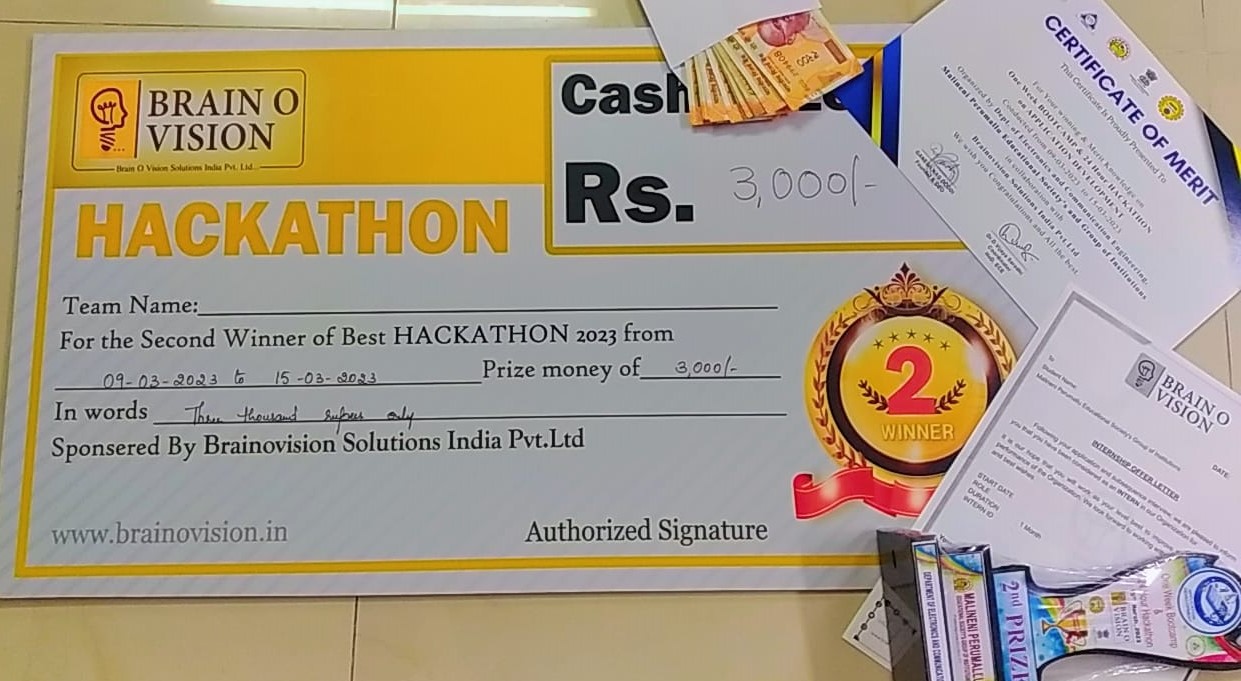 BRAIN O
VISION
Brain O Vision Solutions India Pvt. Ltd.
HACKATHON
Cash
Rs. 3,000/-
Team Name:
For the Second Winner of Best HACKATHON 2023 from
09-03-2023 to 15-03-2023 Prize money of 3,000/-
In words Three thousand rupees only
Sponsered By Brainovision Solutions India Pvt.Ltd
www.brainovision.in
Authorized Signature
2
WINNER
CERTIFICATE OF MERIT
This Certificate Is Proudly Presented To
For Your winning & Merit Knowledge on
One Week BOOTCAMP & 24 Hour HACKATHON
on APPLICATION DEVELOPMENT
Conducted from 09-03-2023 to 15-03-2023
Organized by Dept. of Electronics and Communication Engineering,
Malineni Perumallu Educational Society's and Group of Institutions
in collaboration with
Brainovision Solutions India Pvt.Ltd
We wish You Congratulations and All the best
BRAIN O
VISION
To
Student Name:
Malineni Perumallu Educational Society's Group of Institutions
DATE:
INTERNSHIP OFFER LETTER
Following your application and subsequence interview, we are pleased to inform
you that you have been considered as an INTERN in our Organization for
It is our hope that you will work at your level best to
performance of the Organization. We look forward to working
and best wishes.
START DATE
ROLE
DURATION
1 Month
INTERN ID
DEPARTMENT OF ELECTRONICS AND COMMUNICATION
MALINENI PERUMALLU
2nd PRIZE
BRAIN O
VISION
One Week Bootcamp
&
Hour Hackathon